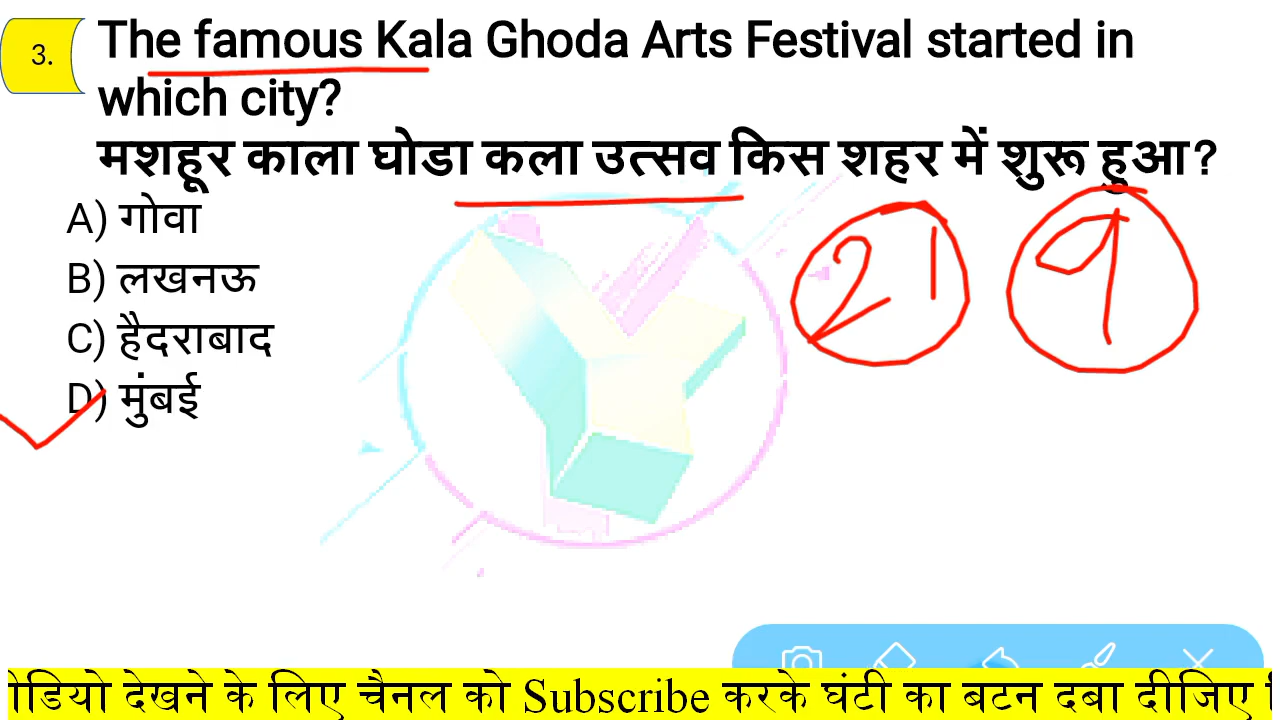 3.
The famous Kala Ghoda Arts Festival started in
which city?
मशहूर काला घोडा कला उत्सव किस शहर में शुरू हुआ?
A) गोवा
B) लखनऊ
C) हैदराबाद
D) मुंबई
21 9
डियो देखने के लिए चैनल को Subscribe करके घंटी का बटन दबा दीजिए